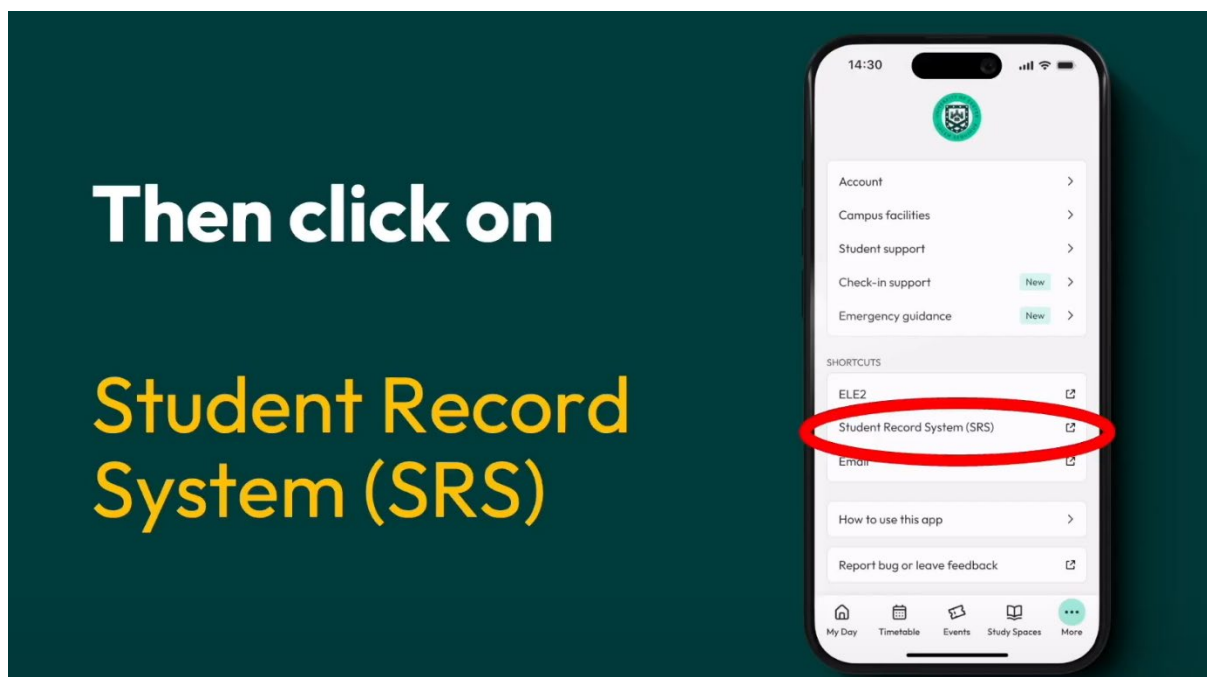 Then click on
Student Record
System (SRS)
14:30
Account
Campus facilities
Student support
Check-in support New
Emergency guidance New
SHORTCUTS
ELE2
Student Record System (SRS)
Email
How to use this app
Report bug or leave feedback
My Day Timetable Events Study Spaces More